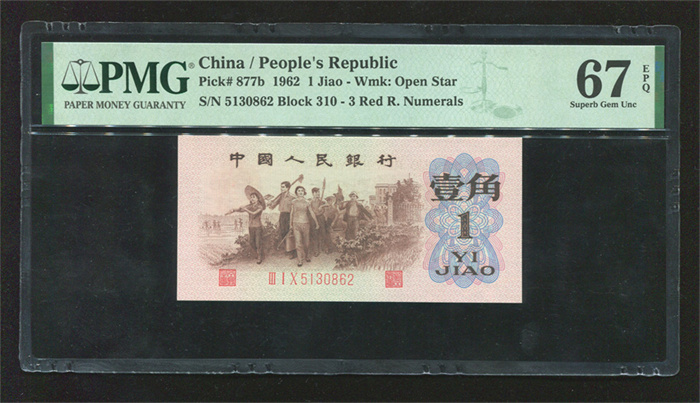 PMG
PAPER MONEY GUARANTY
China / People's Republic
Pick# 877b 1962 1 Jiao - Wmk: Open Star
S/N 5130862 Block 310 - 3 Red R. Numerals
67 EPQ
Superb Gem Unc
中國人民銀行
壹角
1
YI
JIAO
III I X 5130862